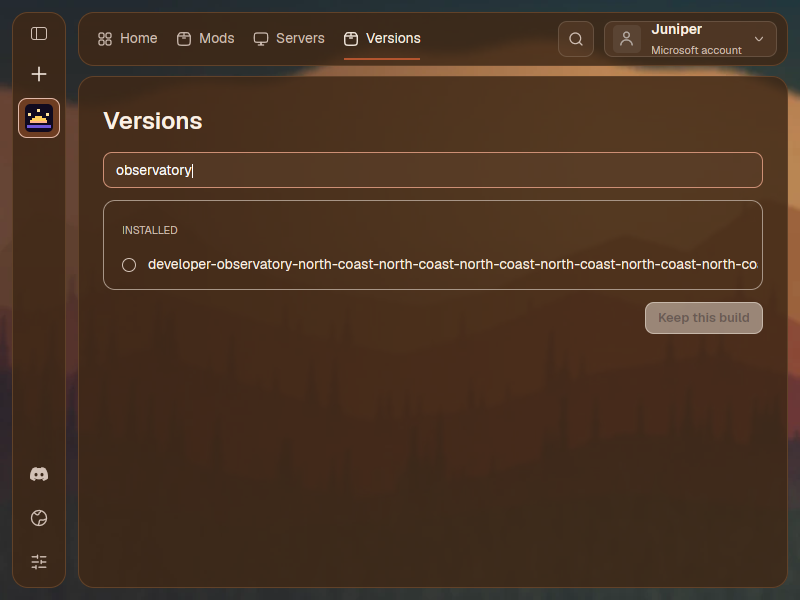 Home
Mods
Servers
Versions
Juniper
Microsoft account
Versions
observatory
INSTALLED
developer-observatory-north-coast-north-coast-north-coast-north-coast-north-coast-north-co
Keep this build